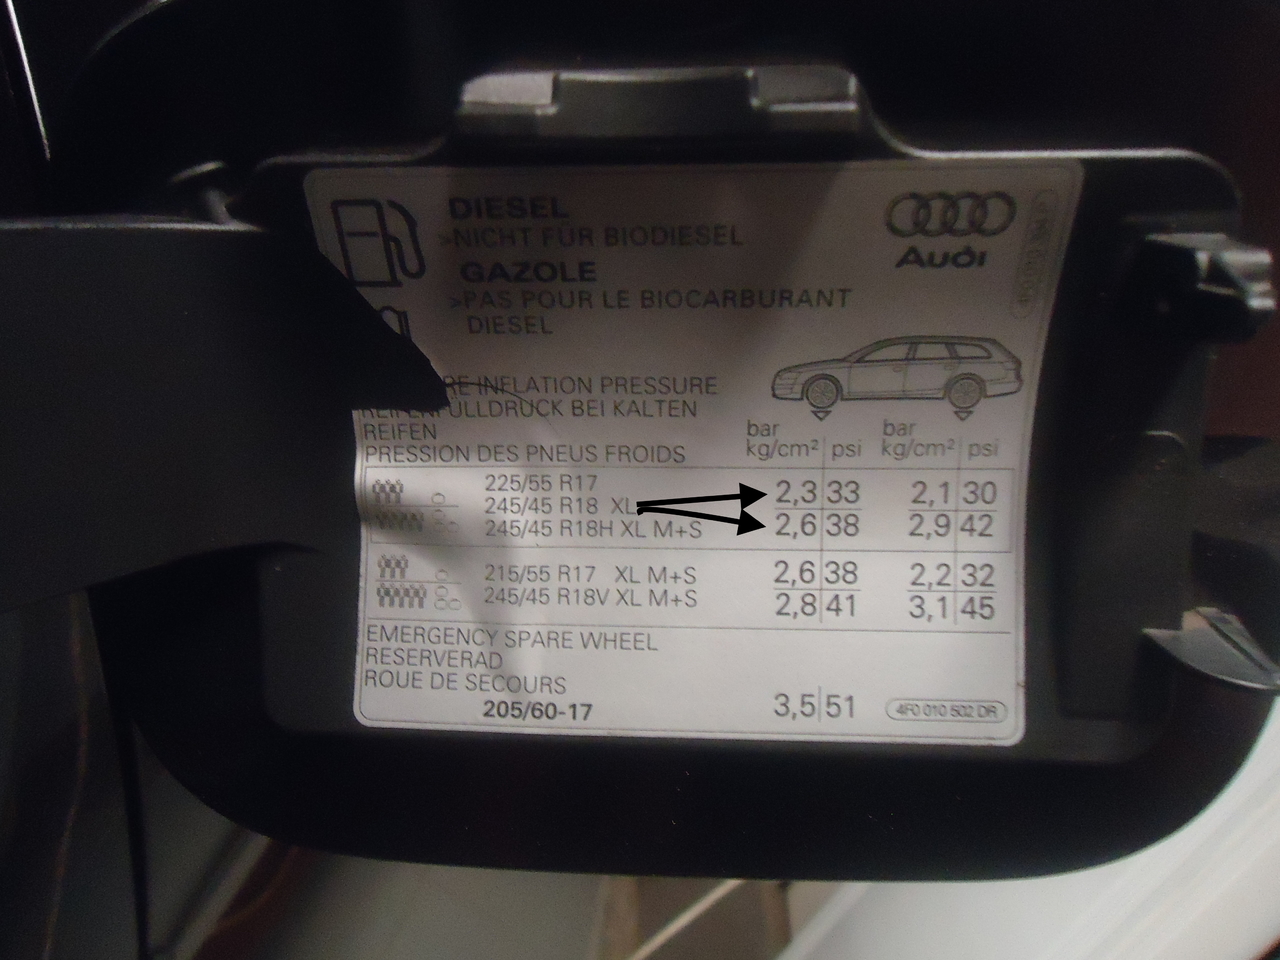 DIESEL
>NICHT FÜR BIODIESEL
GAZOLE
>PAS POUR LE BIOCARBURANT
DIESEL
Audi
RE INFLATION PRESSURE
REIFENFÜLLDRUCK BEI KALTEN
REIFEN
PRESSION DES PNEUS FROIDS
bar kg/cm² psi bar kg/cm² psi
225/55 R17
245/45 R18 XL
245/45 R18H XL M+S
2,3 33 2,1 30
2,6 38 2,9 42
215/55 R17 XL M+S
245/45 R18V XL M+S
2,6 38 2,2 32
2,8 41 3,1 45
EMERGENCY SPARE WHEEL
RESERVERAD
ROUE DE SECOURS
205/60-17 3,5 51
4F0 010 502 DR